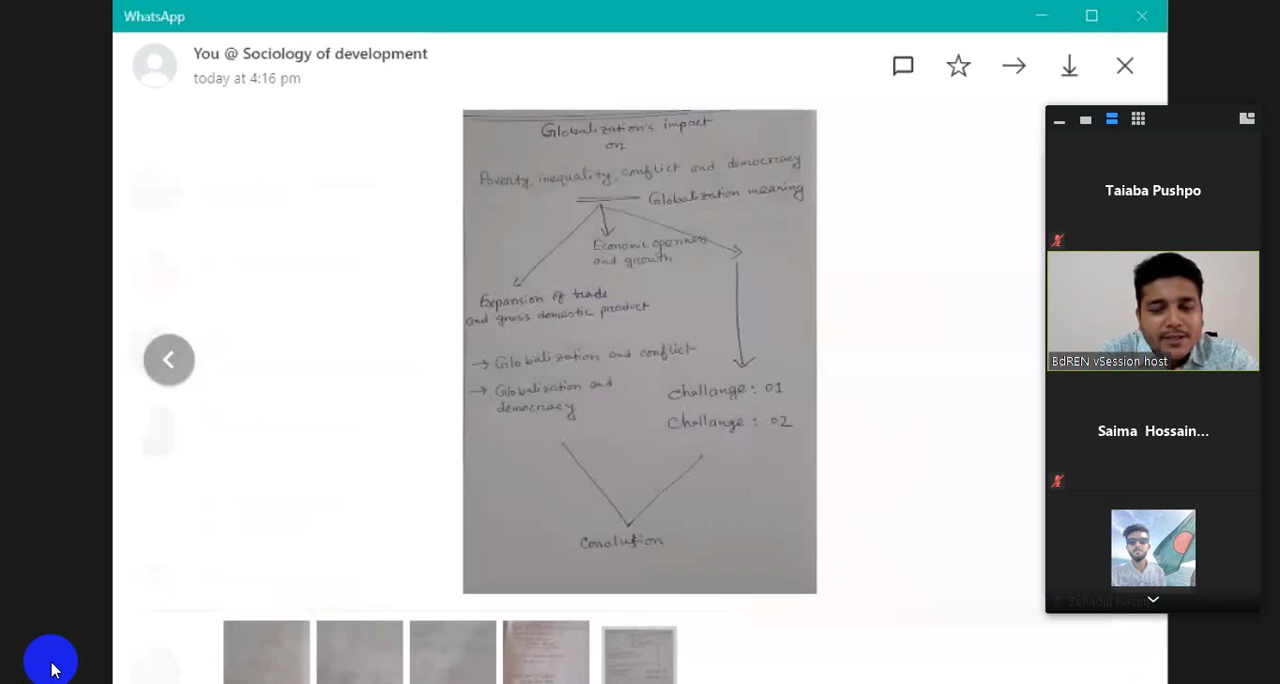 WhatsApp
You @ Sociology of development
today at 4:16 pm
Globalization's impact
on
Poverty, inequality, conflict and democracy
Globalization meaning
Economic openness
and growth
Expansion of trade
and gross domestic product
→ Globalization and conflict
→ Globalization and
democracy
challange: 01
challange: 02
Conclution
Taiaba Pushpo
BdREN vSession host
Saima Hossain...
Zehadul Hasan